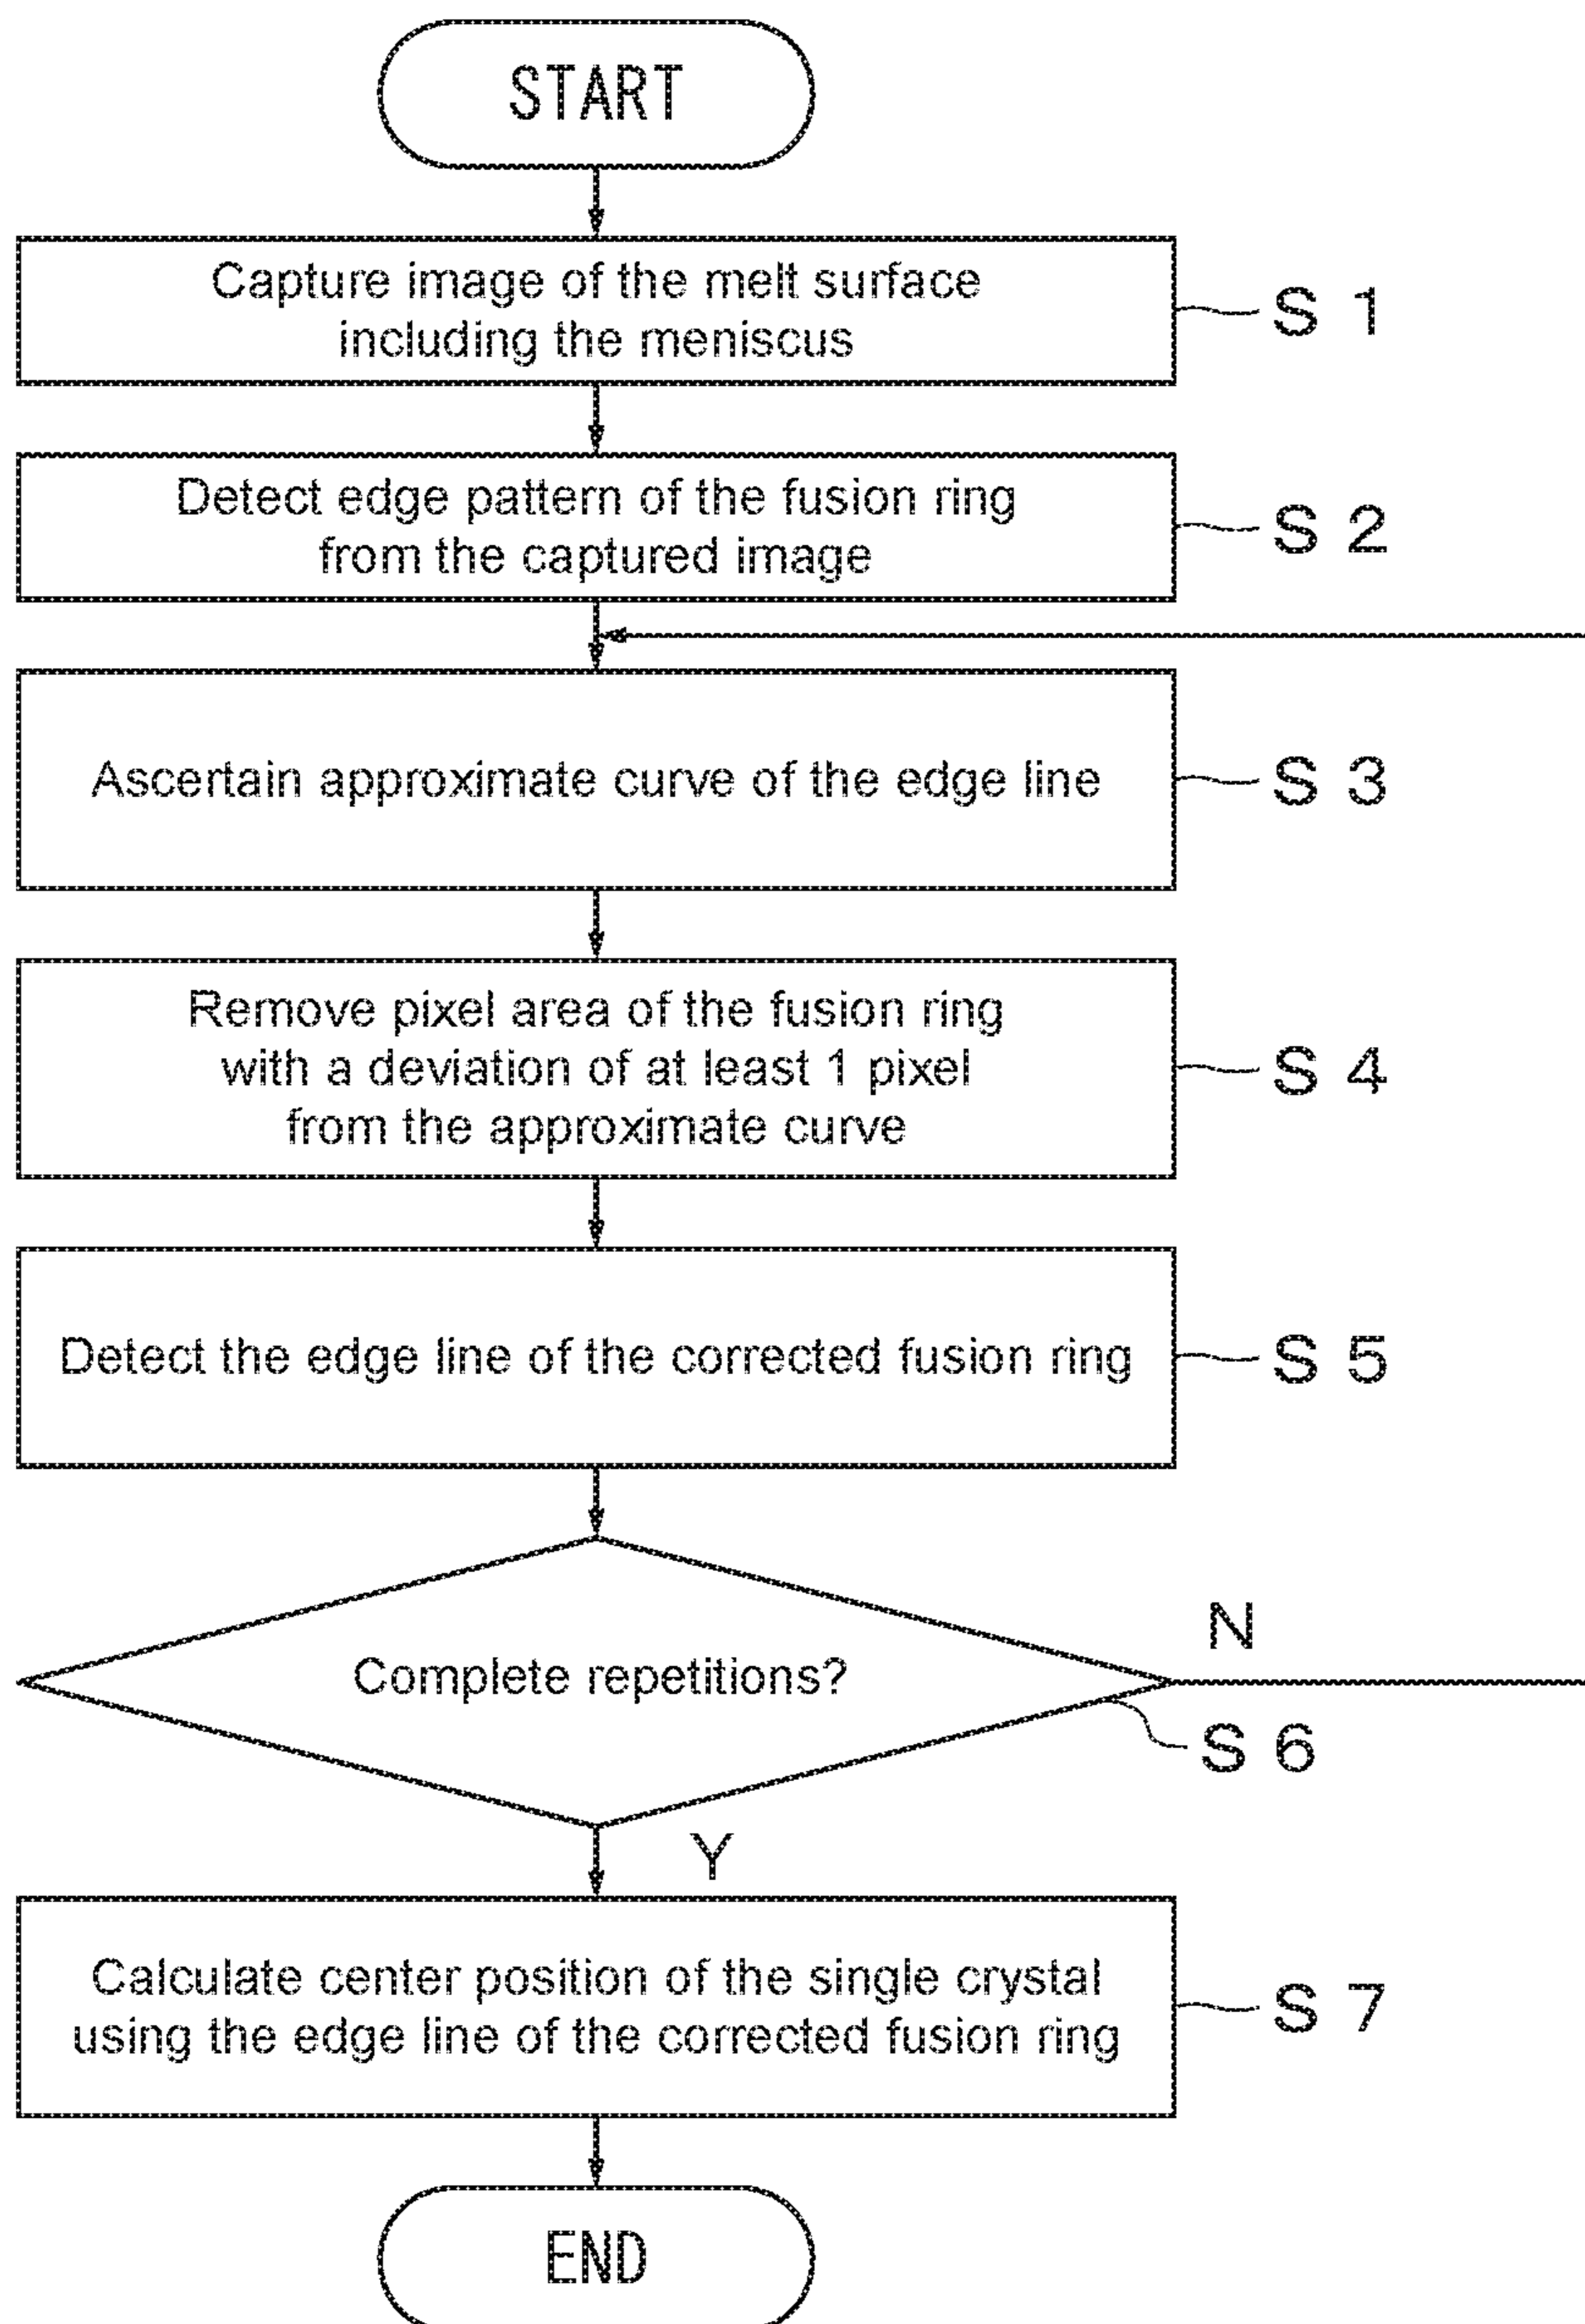 START
Capture image of the melt surface
including the meniscus
S 1
Detect edge pattern of the fusion ring
from the captured image
S 2
Ascertain approximate curve of the edge line
S 3
Remove pixel area of the fusion ring
with a deviation of at least 1 pixel
from the approximate curve
S 4
Detect the edge line of the corrected fusion ring
S 5
Complete repetitions?
N
S 6
Y
Calculate center position of the single crystal
using the edge line of the corrected fusion ring
S 7
END